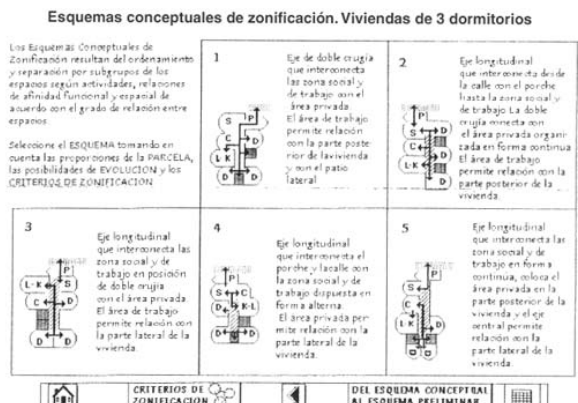 Esquemas conceptuales de zonificación. Viviendas de 3 dormitorios
Los Esquemas Conceptuales de
Zonificación resultan del ordenamiento
y separación por subgrupos de los
espacios según actividades, relaciones
de afinidad funcional y espacial de
acuerdo con el grado de relación entre
espacios.
Seleccione el ESQUEMA tomando en
cuenta las proporciones de la PARCELA,
las posibilidades de EVOLUCION y los
CRITERIOS DE ZONIFICACION
1
Eje de doble crugía
que interconecta
las zona social y
de trabajo con el
área privada
El área de trabajo
permite relación
con la parte poste
rior de lavivienda
y con el patio
lateral
P
S
C
L-K
D
D
D
2
Eje longitudinal
que interconecta desde
la calle con el porche
hasta la zona social y
de trabajo La doble
crujía conecta con
el área privada organi
zada en forma continua
El área de trabajo
permite relación con la
parte posterior de la
vivienda.
P
S
C
L-K
D
D
D
3
Eje longitudinal
que interconecta las
zona social y de
trabajo en posición
de doble crujia
con el área privada.
El área de trabajo
permite relación con
la parte lateral de la
vivienda.
P
L-K
S
C
D
D
D
4
Eje longitudinal
que interconecta el
porche y lacalle con
la zona social y de
trabajo dispuesta en
forma alterna.
El area privada per
mite relación con la
parte lateral de la
vivienda.
P
S
C
D
K-L
D
D
5
Eje longitudinal
que interconecta las
zona social y de
trabajo en forma
continua, coloca el
área privada en la
parte posterior de la
vivienda y el eje
central permite
relación con la
parte lateral de la
vivienda.
P
S
C
L-K
D
CRITERIOS DE
ZONIFICACION
DEL ESQUEMA CONCEPTUAL
AL ESQUEMA PRELIMINAR